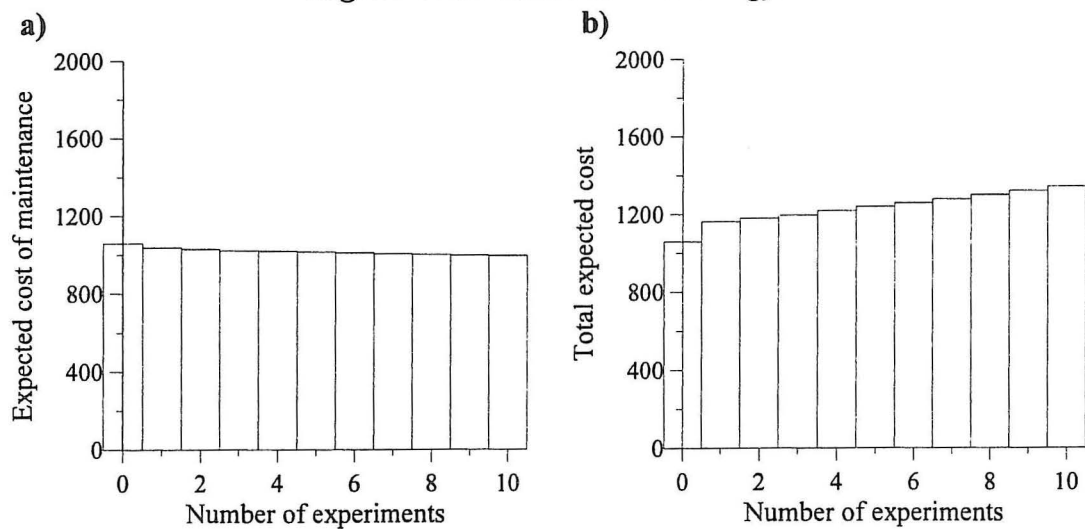 a)
2000
1600
1200
800
400
0
Expected cost of maintenance
0 2 4 6 8 10
Number of experiments
b)
2000
1600
1200
800
400
0
Total expected cost
0 2 4 6 8 10
Number of experiments